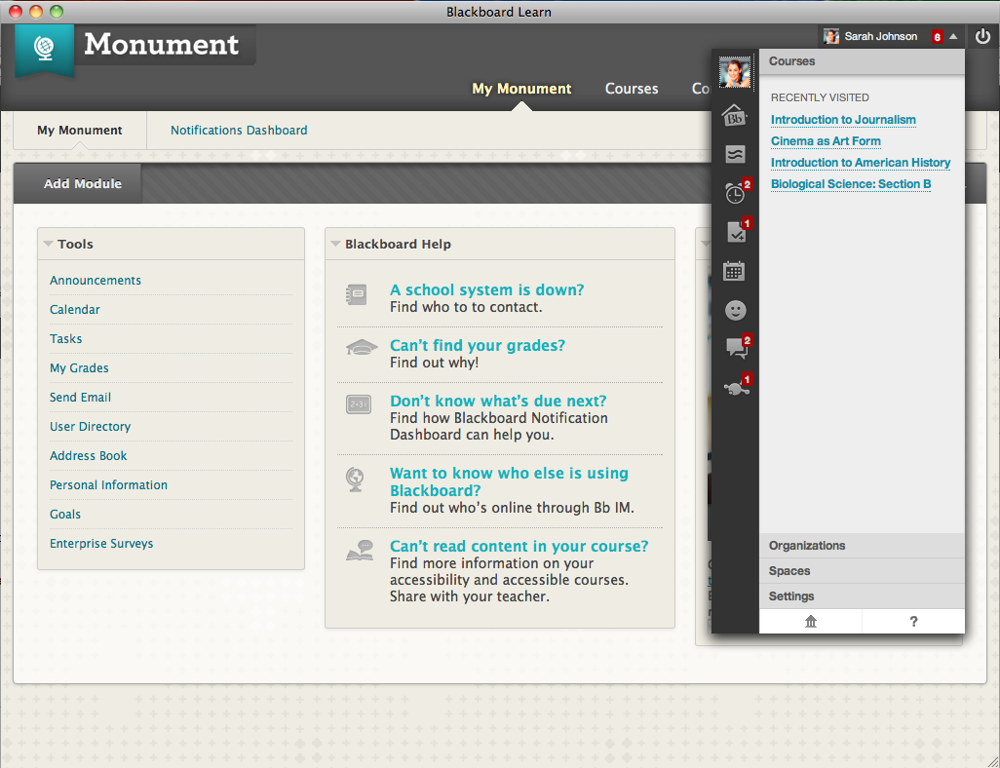 Blackboard Learn
Monument
Sarah Johnson 6
My Monument Courses Co
My Monument Notifications Dashboard
Add Module
Tools
Announcements
Calendar
Tasks
My Grades
Send Email
User Directory
Address Book
Personal Information
Goals
Enterprise Surveys
Blackboard Help
A school system is down?
Find who to to contact.
Can't find your grades?
Find out why!
Don't know what's due next?
Find how Blackboard Notification
Dashboard can help you.
Want to know who else is using
Blackboard?
Find out who's online through Bb IM.
Can't read content in your course?
Find more information on your
accessibility and accessible courses.
Share with your teacher.
Bb
2
1
2
1
Courses
RECENTLY VISITED
Introduction to Journalism
Cinema as Art Form
Introduction to American History
Biological Science: Section B
Organizations
Spaces
Settings
?